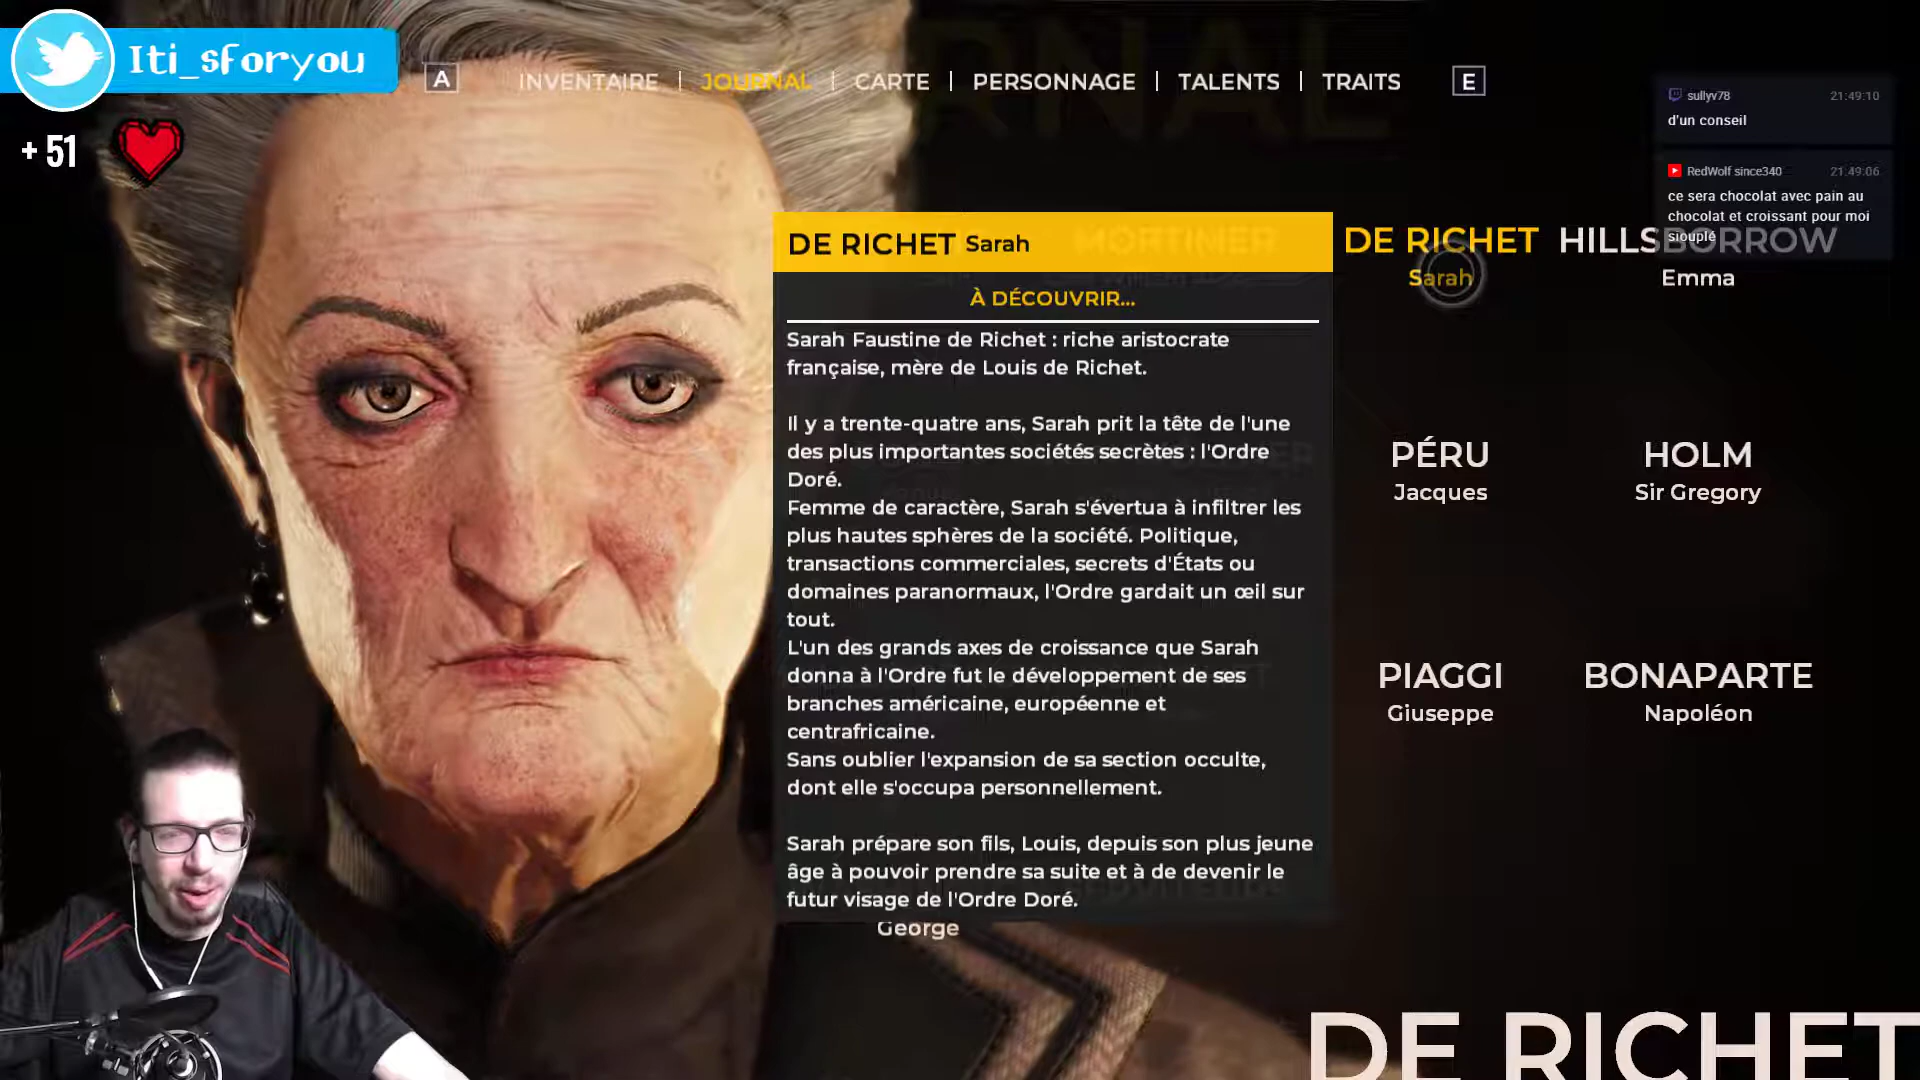 Iti_sforyou
+ 51
A
INVENTAIRE | JOURNAL | CARTE | PERSONNAGE | TALENTS | TRAITS
E
sullyv78 21:49:10
d'un conseil
RedWolf since340 21:49:06
ce sera chocolat avec pain au
chocolat et croissant pour moi
siouplé
DE RICHET Sarah
À DÉCOUVRIR...
Sarah Faustine de Richet : riche aristocrate
française, mère de Louis de Richet.
Il y a trente-quatre ans, Sarah prit la tête de l'une
des plus importantes sociétés secrètes : l'Ordre
Doré.
Femme de caractère, Sarah s'évertua à infiltrer les
plus hautes sphères de la société. Politique,
transactions commerciales, secrets d'États ou
domaines paranormaux, l'Ordre gardait un œil sur
tout.
L'un des grands axes de croissance que Sarah
donna à l'Ordre fut le développement de ses
branches américaine, européenne et
centrafricaine.
Sans oublier l'expansion de sa section occulte,
dont elle s'occupa personnellement.
Sarah prépare son fils, Louis, depuis son plus jeune
âge à pouvoir prendre sa suite et à de devenir le
futur visage de l'Ordre Doré.
George
DE RICHET
Sarah
HILLSBORROW
Emma
PÉRU
Jacques
HOLM
Sir Gregory
PIAGGI
Giuseppe
BONAPARTE
Napoléon
DE RICHET